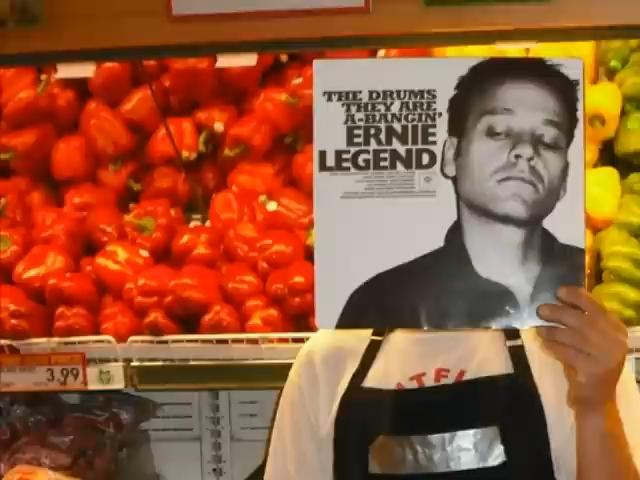 THE DRUMS
THEY ARE
A-BANGIN'
ERNIE
LEGEND
3.99